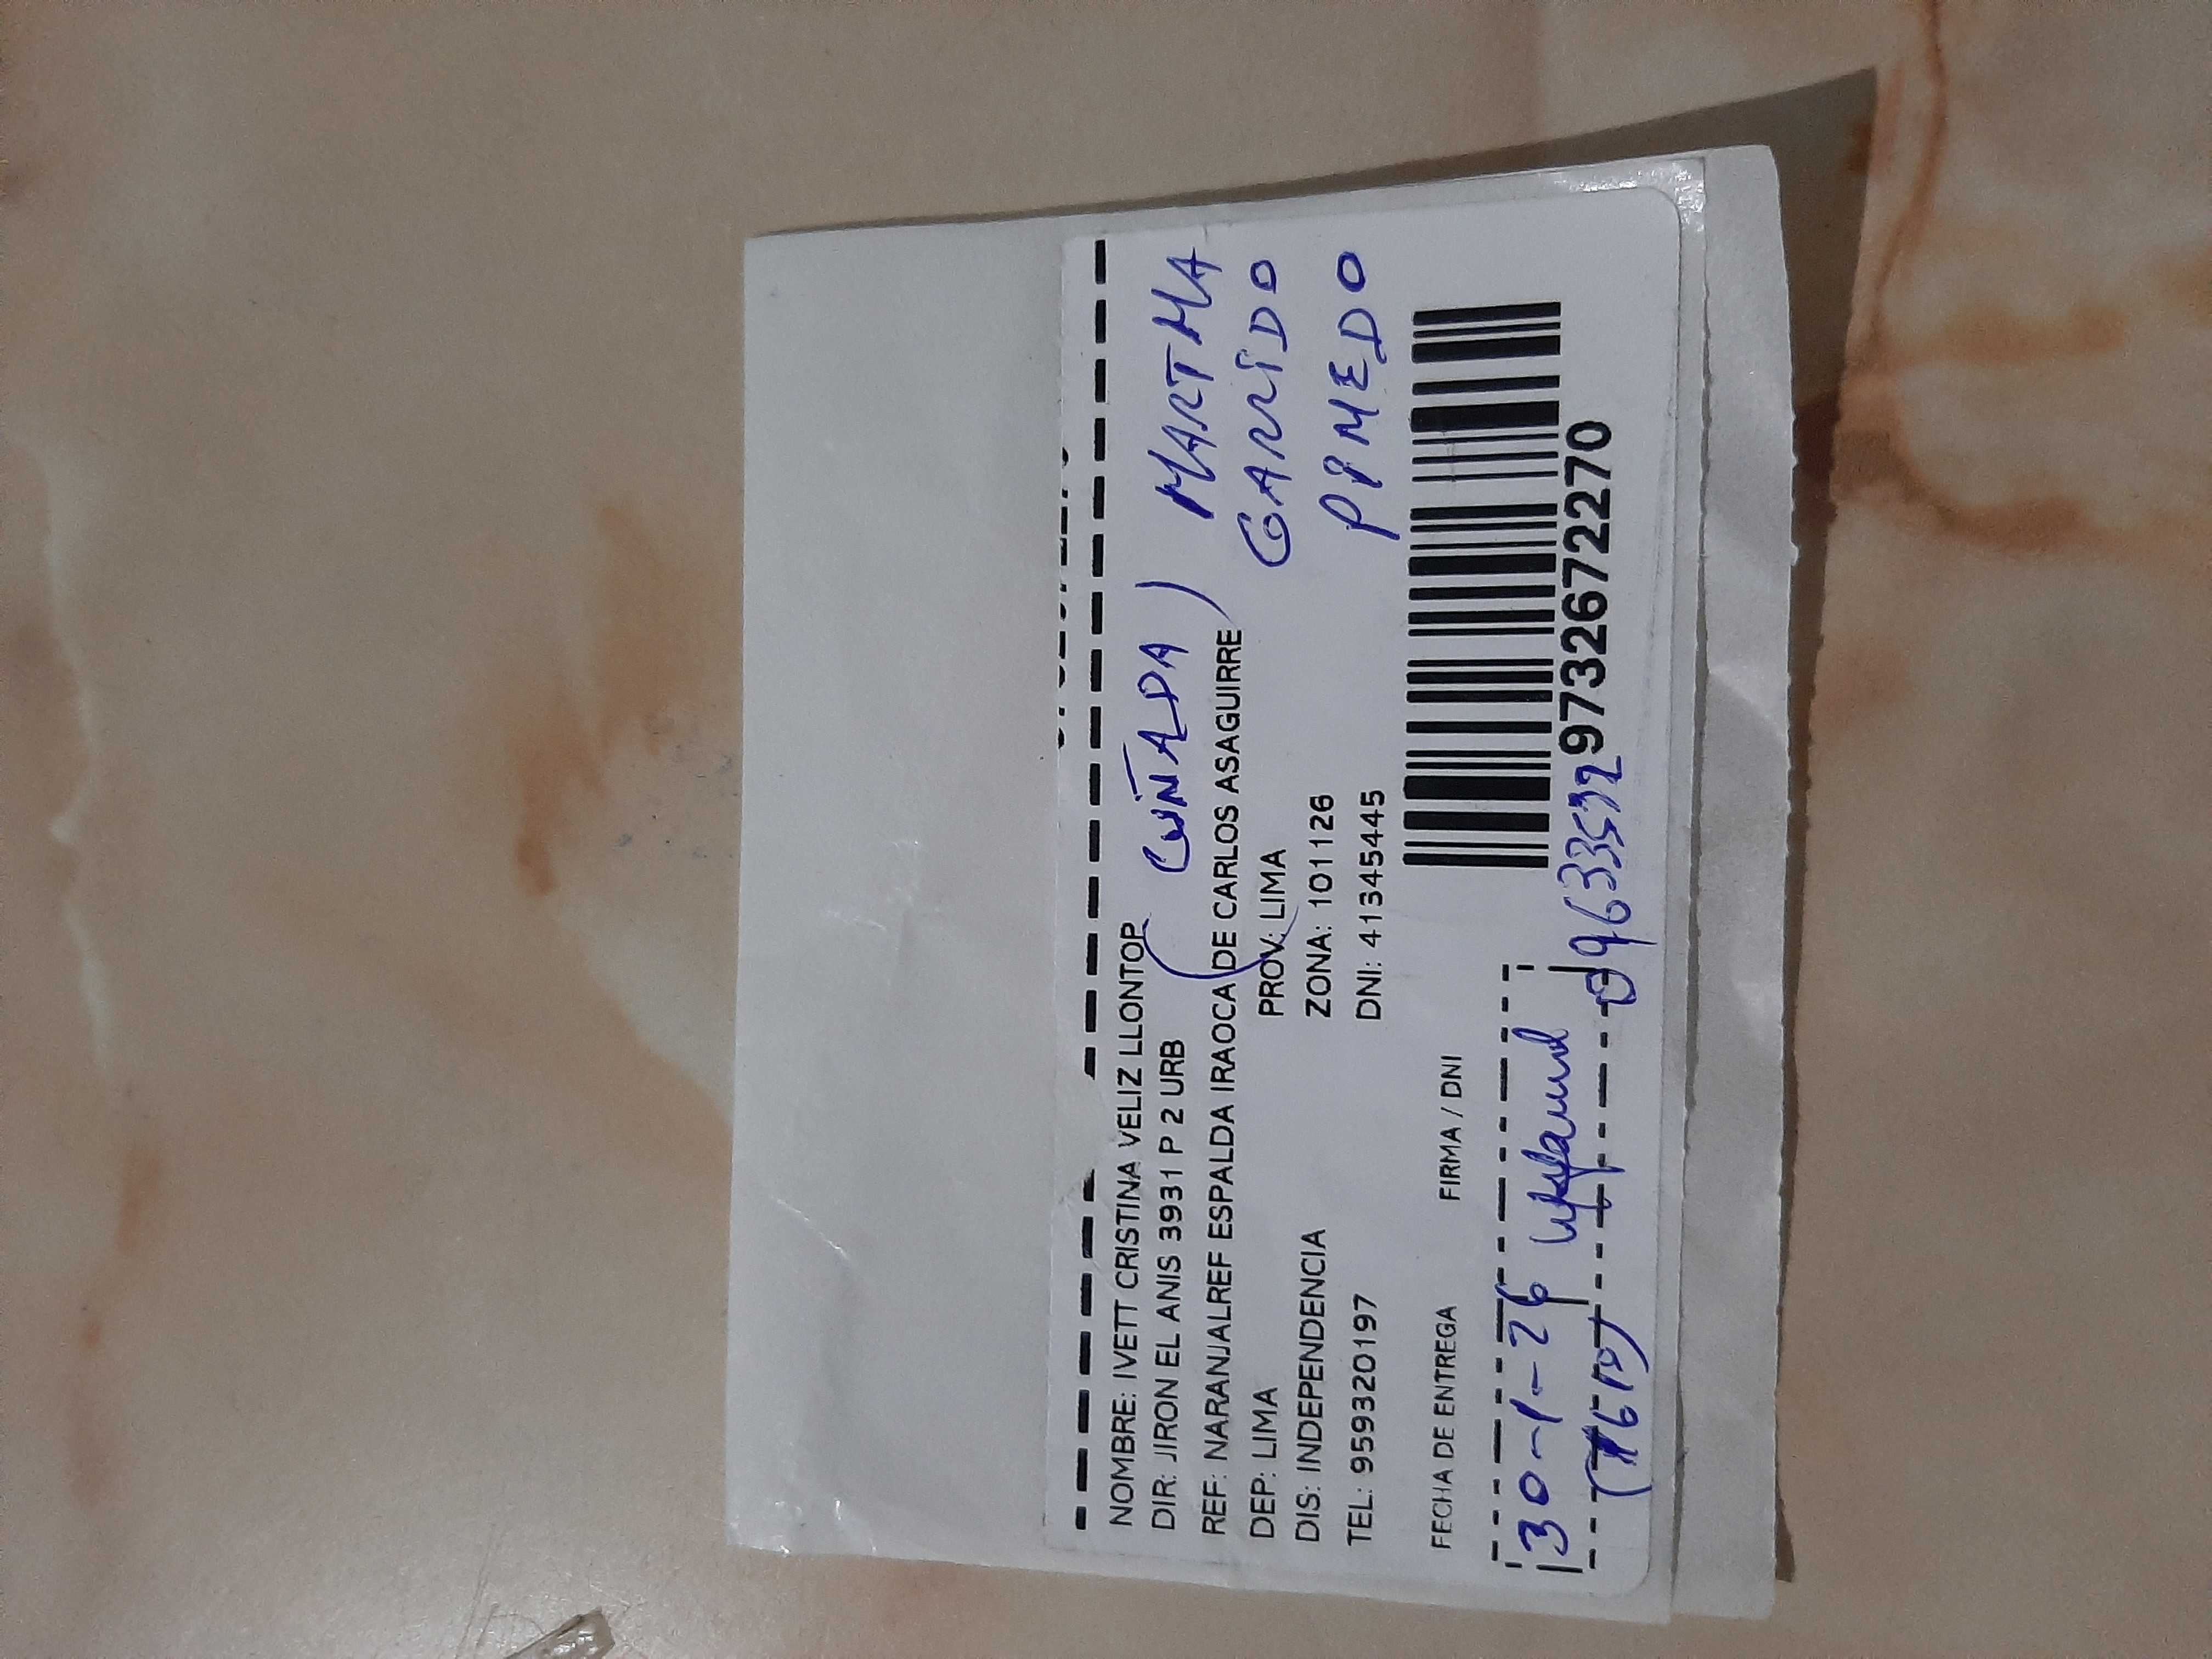 NOMBRE: IVETT CRISTINA VELIZ LLONTOP
DIR: JIRON EL ANIS 3931 P 2 URB
(CUÑADA) MARTHA
REF: NARANJALREF ESPALDA IRAOCA DE CARLOS ASAGUIRRE
GARRIDO
DEP: LIMA PROV: LIMA
DIS: INDEPENDENCIA ZONA: 101126
PIMEDO
TEL: 959320197 DNI: 41345445
FECHA DE ENTREGA FIRMA / DNI
30-1-26
9732672270